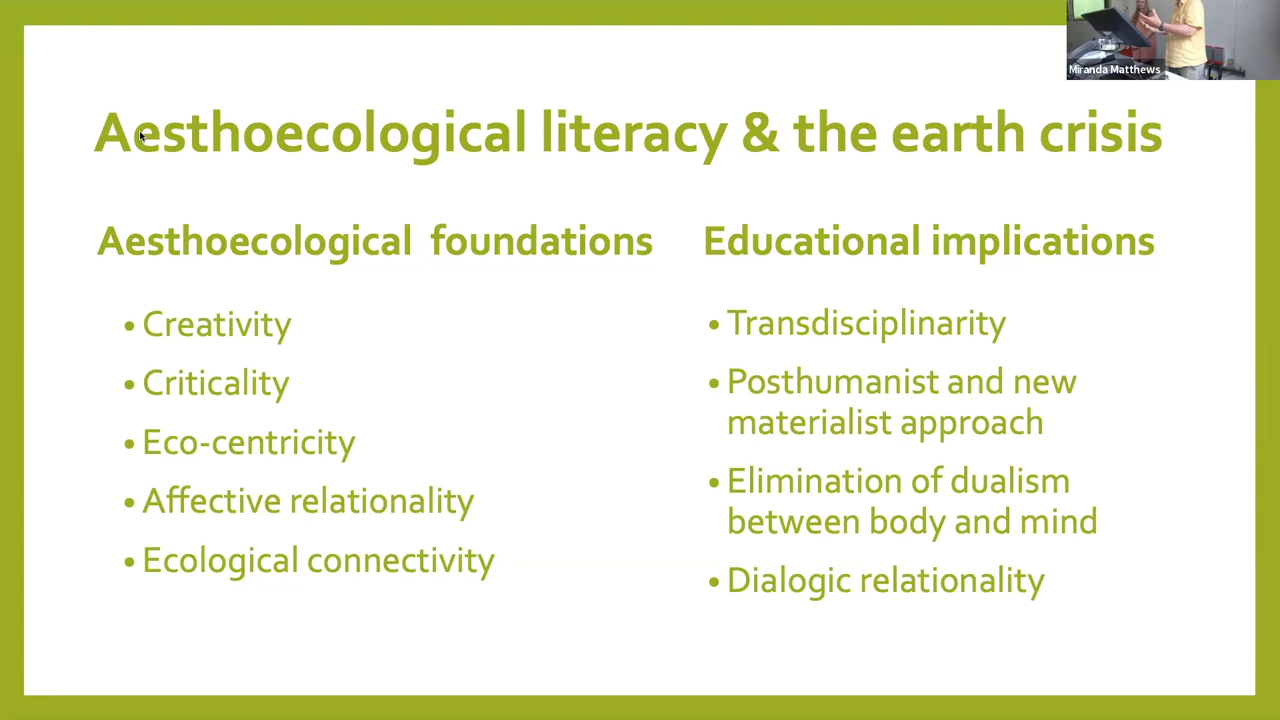 Miranda Matthews
Aesthoecological literacy & the earth crisis
Aesthoecological foundations
• Creativity
• Criticality
• Eco-centricity
• Affective relationality
• Ecological connectivity
Educational implications
• Transdisciplinarity
• Posthumanist and new
materialist approach
• Elimination of dualism
between body and mind
• Dialogic relationality